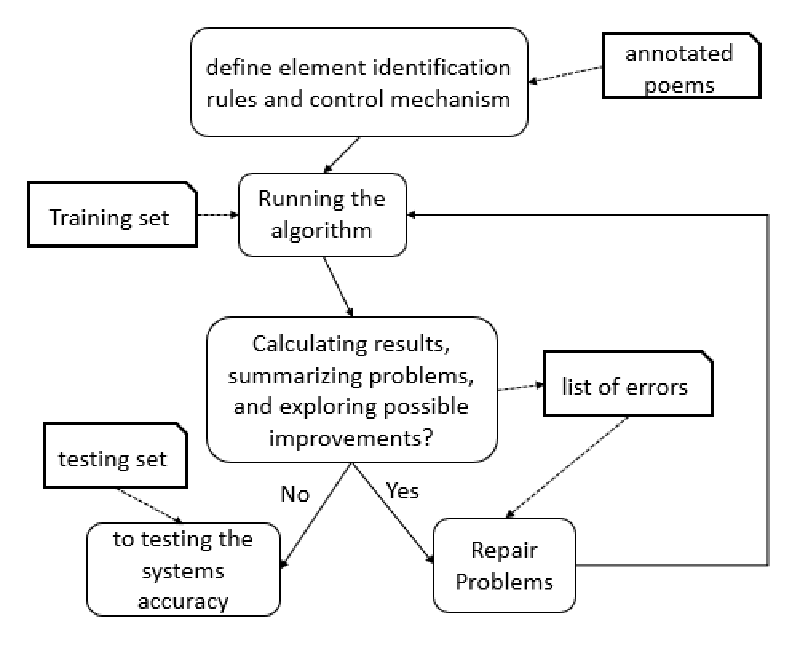 define element identification
rules and control mechanism
annotated
poems
Training set
Running the
algorithm
Calculating results,
summarizing problems,
and exploring possible
improvements?
list of errors
testing set
No
Yes
to testing the
systems
accuracy
Repair
Problems